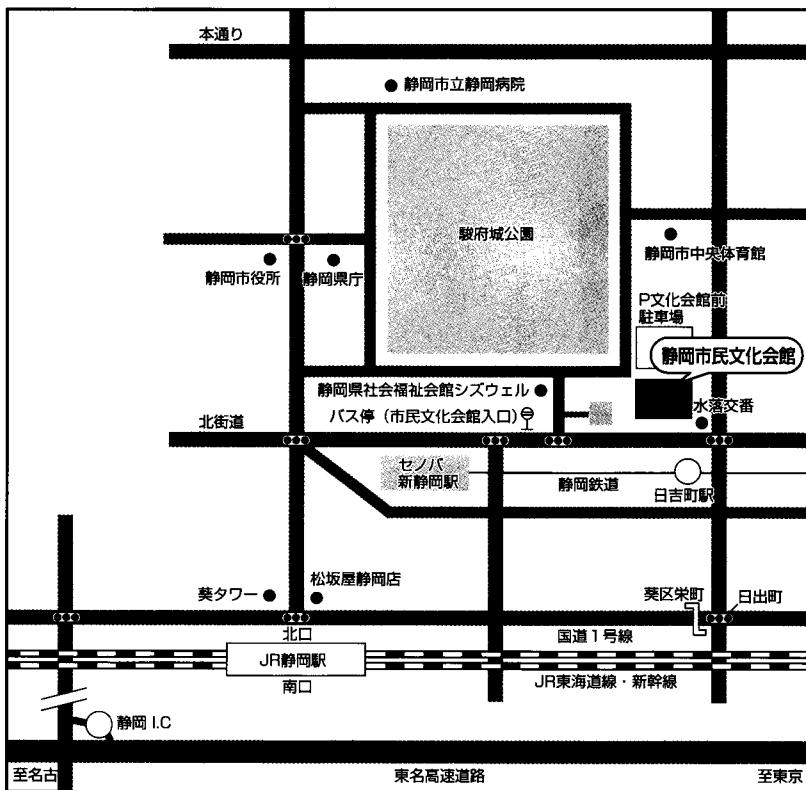 本通り
静岡市立静岡病院
駿府城公園
静岡市中央体育館
静岡市役所
静岡県庁
P文化会館前
駐車場
静岡市民文化会館
静岡県社会福祉会館シズウェル
バス停（市民文化会館入口）
水落交番
北街道
セノバ
新静岡駅
静岡鉄道
日吉町駅
葵タワー
松坂屋静岡店
葵区栄町
日出町
北口
国道1号線
JR静岡駅
南口
JR東海道線・新幹線
静岡 I.C
至名古
東名高速道路
至東京